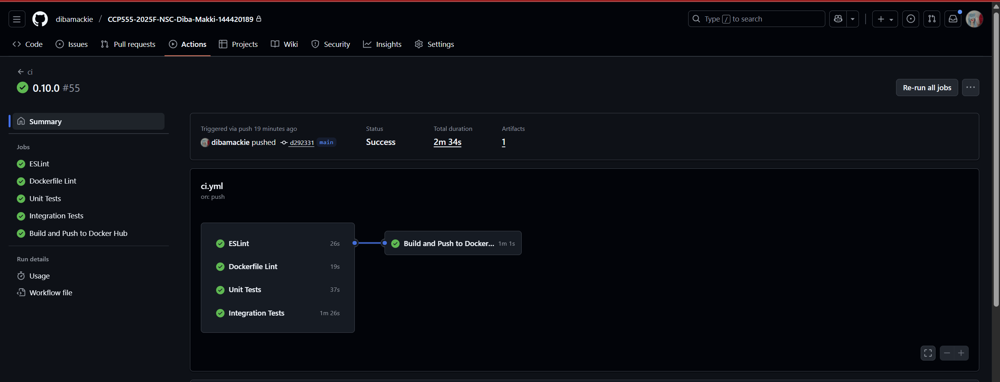 dibamackie / CCP555-2025F-NSC-Diba-Makki-144420189
Type / to search
Code
Issues
Pull requests
Actions
Projects
Wiki
Security
Insights
Settings
ci
0.10.0 #55
Re-run all jobs
Summary
Jobs
ESLint
Dockerfile Lint
Unit Tests
Integration Tests
Build and Push to Docker Hub
Run details
Usage
Workflow file
Triggered via push 19 minutes ago
dibamackie pushed d292331 main
Status
Success
Total duration
2m 34s
Artifacts
1
ci.yml
on: push
ESLint 26s
Dockerfile Lint 19s
Unit Tests 37s
Integration Tests 1m 26s
Build and Push to Docker... 1m 1s